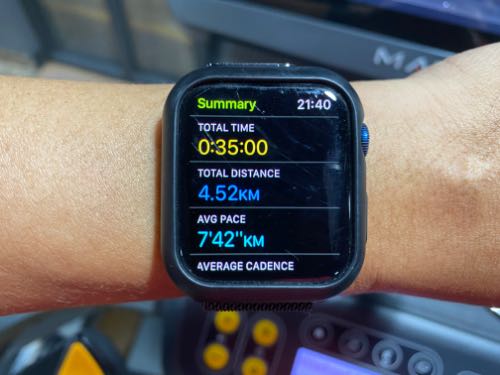 MA
Summary 21:40
TOTAL TIME
0:35:00
TOTAL DISTANCE
4.52KM
AVG PACE
7'42"KM
AVERAGE CADENCE